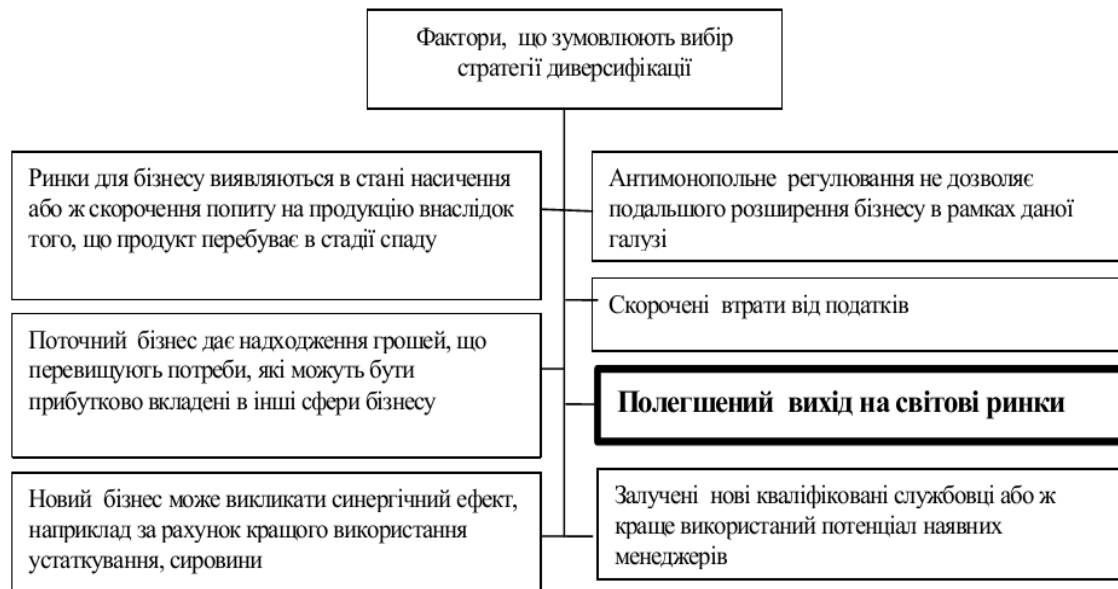 Фактори, що зумовлюють вибір
стратегії диверсифікації
Ринки для бізнесу виявляються в стані насичення
або ж скорочення попиту на продукцію внаслідок
того, що продукт перебуває в стадії спаду
Антимонопольне регулювання не дозволяє
подальшого розширення бізнесу в рамках даної
галузі
Скорочені втрати від податків
Поточний бізнес дає надходження грошей, що
перевищують потреби, які можуть бути
прибутково вкладені в інші сфери бізнесу
Полегшений вихід на світові ринки
Новий бізнес може викликати синергічний ефект,
наприклад за рахунок кращого використання
устаткування, сировини
Залучені нові кваліфіковані службовці або ж
краще використаний потенціал наявних
менеджерів